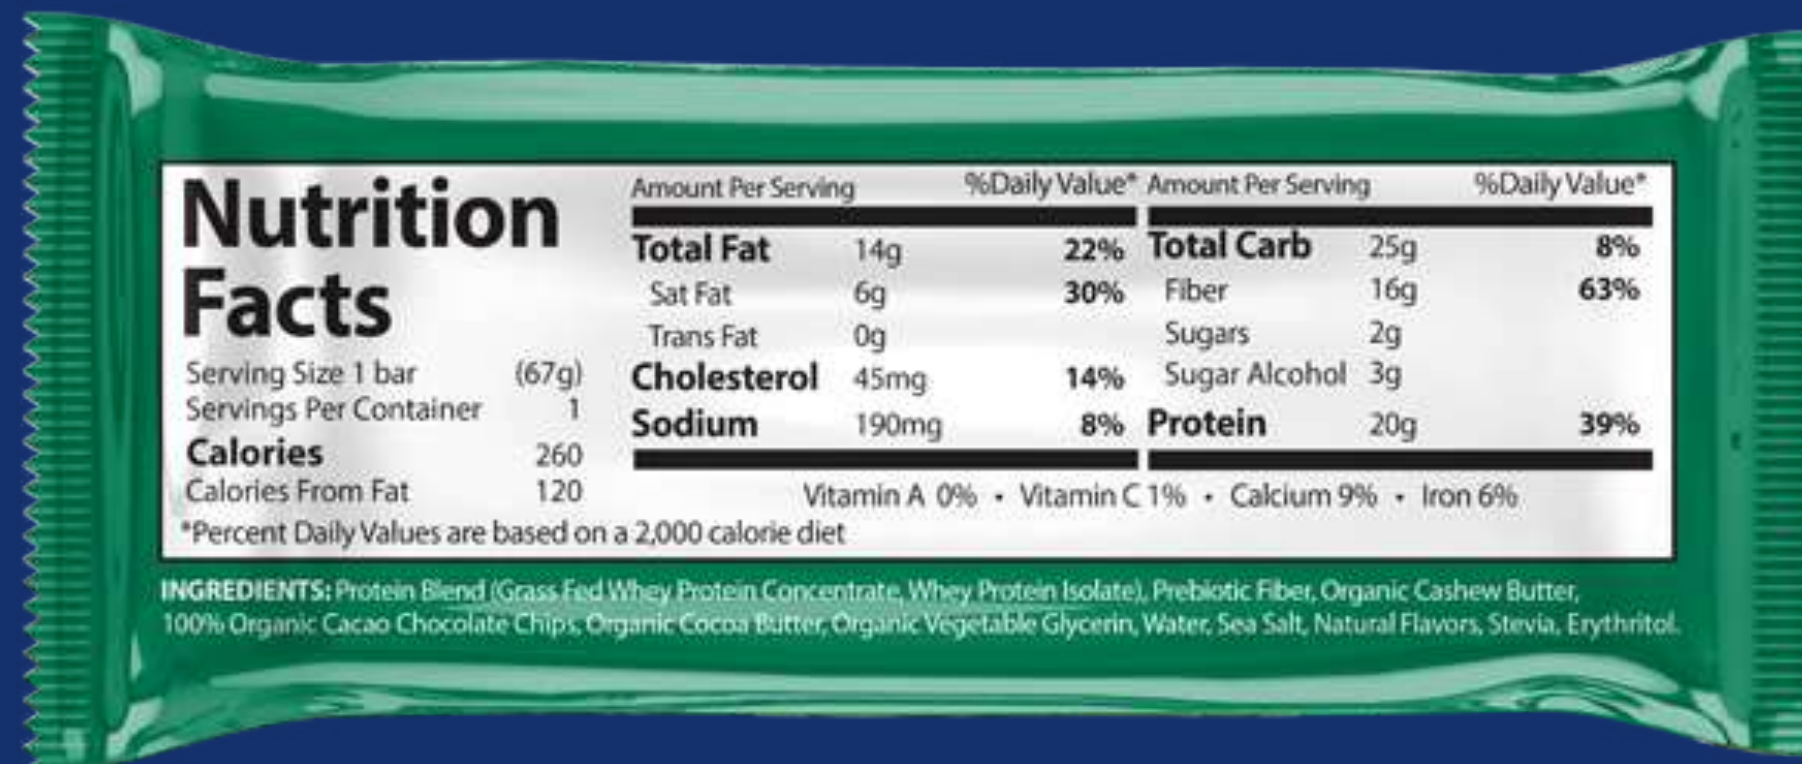 Nutrition
Facts
Serving Size 1 bar (67g)
Servings Per Container 1
Calories 260
Calories From Fat 120
*Percent Daily Values are based on a 2,000 calorie diet
Amount Per Serving %Daily Value*
Total Fat 14g 22%
Sat Fat 6g 30%
Trans Fat 0g
Cholesterol 45mg 14%
Sodium 190mg 8%
Amount Per Serving %Daily Value*
Total Carb 25g 8%
Fiber 16g 63%
Sugars 2g
Sugar Alcohol 3g
Protein 20g 39%
Vitamin A 0% • Vitamin C 1% • Calcium 9% • Iron 6%
INGREDIENTS: Protein Blend (Grass Fed Whey Protein Concentrate, Whey Protein Isolate), Prebiotic Fiber, Organic Cashew Butter,
100% Organic Cacao Chocolate Chips, Organic Cocoa Butter, Organic Vegetable Glycerin, Water, Sea Salt, Natural Flavors, Stevia, Erythritol.